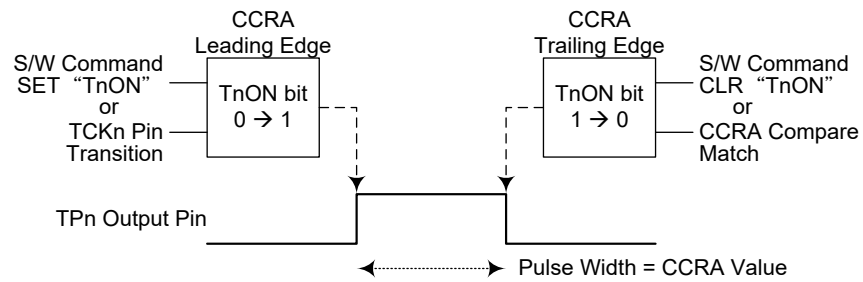 CCRA
Leading Edge
CCRA
Trailing Edge
S/W Command
SET “TnON”
or
TCKn Pin
Transition
TnON bit
0 → 1
TnON bit
1 → 0
S/W Command
CLR “TnON”
or
CCRA Compare
Match
TPn Output Pin
Pulse Width = CCRA Value